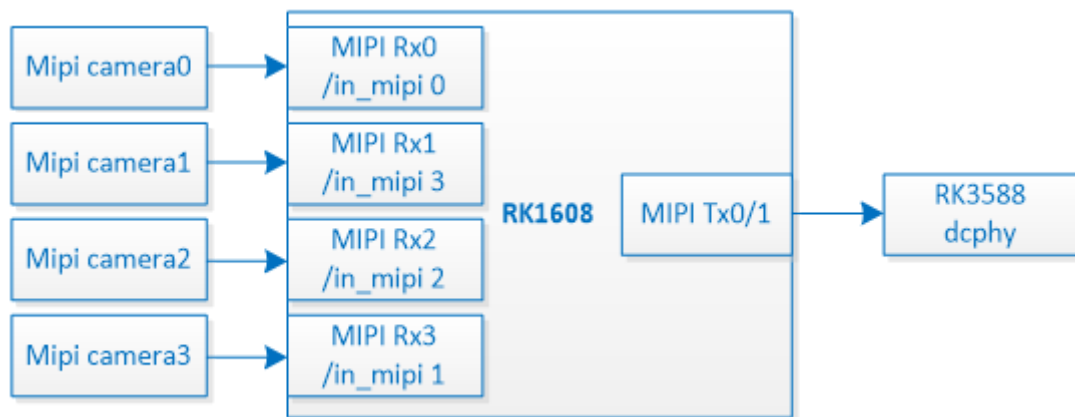 Mipi camera0
MIPI Rx0
/in_mipi 0
Mipi camera1
MIPI Rx1
/in_mipi 3
Mipi camera2
MIPI Rx2
/in_mipi 2
Mipi camera3
MIPI Rx3
/in_mipi 1
RK1608
MIPI Tx0/1
RK3588
dcphy